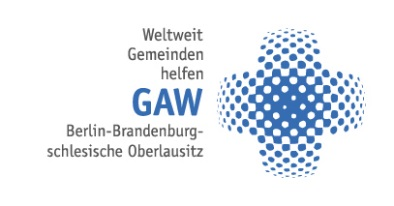 Weltweit
Gemeinden
helfen
GAW
Berlin-Brandenburg-
schlesische Oberlausitz